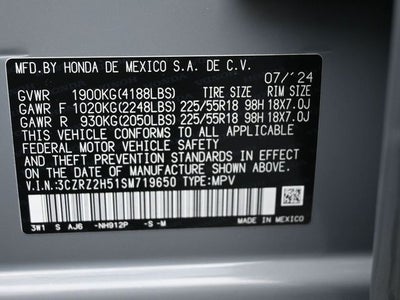 MFD.BY HONDA DE MEXICO S.A. DE C.V.
07/'24
GVWR 1900KG(4188LBS) TIRE SIZE RIM SIZE
GAWR F 1020KG(2248LBS) 225/55R18 98H 18X7.0J
GAWR R 930KG(2050LBS) 225/55R18 98H 18X7.0J
THIS VEHICLE CONFORMS TO ALL APPLICABLE
FEDERAL MOTOR VEHICLE SAFETY
AND THEFT PREVENTION STANDARDS IN EFFECT
ON THE DATE OF MANUFACTURE SHOWN ABOVE.
V.I.N:3CZRZ2H51SM719650 TYPE:MPV
3W1 S AJ6 -NH912P -S -M MADE IN MEXICO